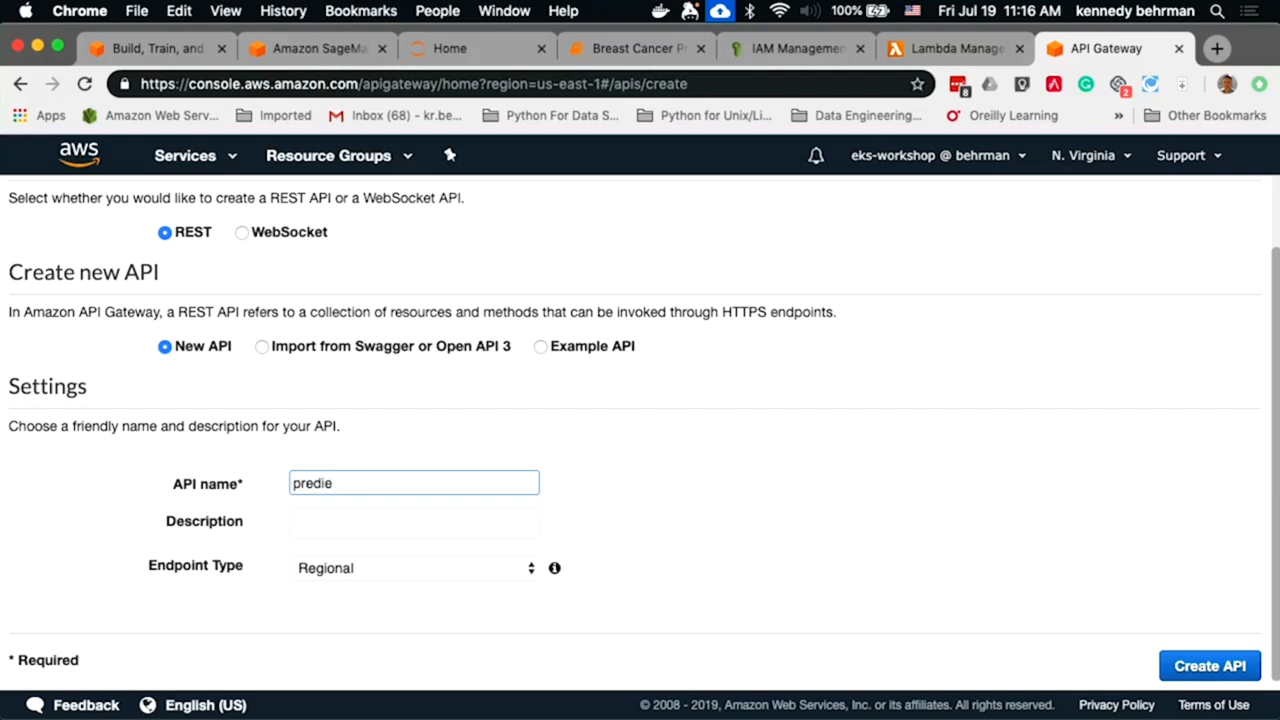 Chrome File Edit View History Bookmarks People Window Help 100% Fri Jul 19 11:16 AM kennedy behrman
Build, Train, and Amazon SageMa Home Breast Cancer Pr IAM Managemen Lambda Manage API Gateway
https://console.aws.amazon.com/apigateway/home?region=us-east-1#/apis/create 8 2
Apps Amazon Web Serv... Imported Inbox (68) - kr.be... Python For Data S... Python for Unix/Li... Data Engineering... Oreilly Learning » Other Bookmarks
aws Services Resource Groups eks-workshop @ behrman N. Virginia Support
Select whether you would like to create a REST API or a WebSocket API.
REST WebSocket
Create new API
In Amazon API Gateway, a REST API refers to a collection of resources and methods that can be invoked through HTTPS endpoints.
New API Import from Swagger or Open API 3 Example API
Settings
Choose a friendly name and description for your API.
API name* predie
Description
Endpoint Type Regional
* Required Create API
Feedback English (US) © 2008 - 2019, Amazon Web Services, Inc. or its affiliates. All rights reserved. Privacy Policy Terms of Use